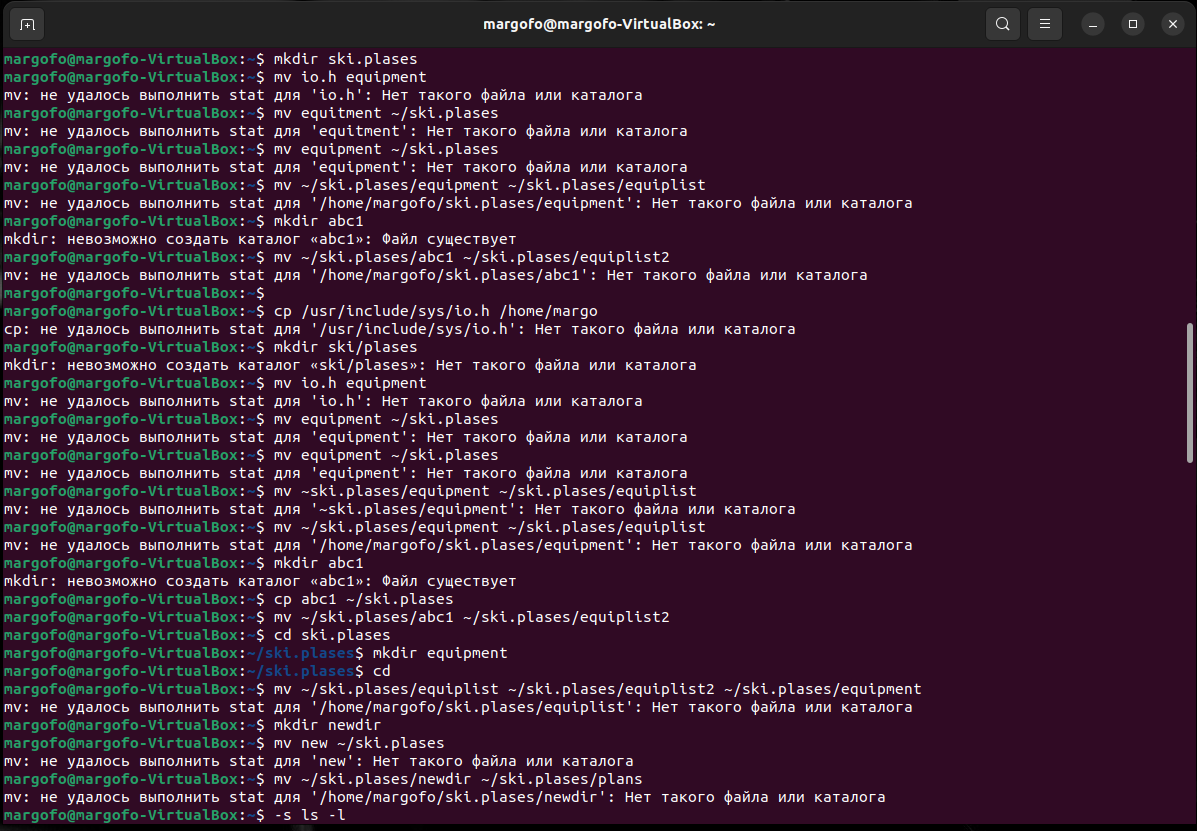 margofo@margofo-VirtualBox: ~
margofo@margofo-VirtualBox:~$ mkdir ski.plases
margofo@margofo-VirtualBox:~$ mv io.h equipment
mv: не удалось выполнить stat для 'io.h': Нет такого файла или каталога
margofo@margofo-VirtualBox:~$ mv equitment ~/ski.plases
mv: не удалось выполнить stat для 'equitment': Нет такого файла или каталога
margofo@margofo-VirtualBox:~$ mv equipment ~/ski.plases
mv: не удалось выполнить stat для 'equipment': Нет такого файла или каталога
margofo@margofo-VirtualBox:~$ mv ~/ski.plases/equipment ~/ski.plases/equiplist
mv: не удалось выполнить stat для '/home/margofo/ski.plases/equipment': Нет такого файла или каталога
margofo@margofo-VirtualBox:~$ mkdir abc1
mkdir: невозможно создать каталог «abc1»: Файл существует
margofo@margofo-VirtualBox:~$ mv ~/ski.plases/abc1 ~/ski.plases/equiplist2
mv: не удалось выполнить stat для '/home/margofo/ski.plases/abc1': Нет такого файла или каталога
margofo@margofo-VirtualBox:~$
margofo@margofo-VirtualBox:~$ cp /usr/include/sys/io.h /home/margo
cp: не удалось выполнить stat для '/usr/include/sys/io.h': Нет такого файла или каталога
margofo@margofo-VirtualBox:~$ mkdir ski/plases
mkdir: невозможно создать каталог «ski/plases»: Нет такого файла или каталога
margofo@margofo-VirtualBox:~$ mv io.h equipment
mv: не удалось выполнить stat для 'io.h': Нет такого файла или каталога
margofo@margofo-VirtualBox:~$ mv equipment ~/ski.plases
mv: не удалось выполнить stat для 'equipment': Нет такого файла или каталога
margofo@margofo-VirtualBox:~$ mv equipment ~/ski.plases
mv: не удалось выполнить stat для 'equipment': Нет такого файла или каталога
margofo@margofo-VirtualBox:~$ mv ~ski.plases/equipment ~/ski.plases/equiplist
mv: не удалось выполнить stat для '~ski.plases/equipment': Нет такого файла или каталога
margofo@margofo-VirtualBox:~$ mv ~/ski.plases/equipment ~/ski.plases/equiplist
mv: не удалось выполнить stat для '/home/margofo/ski.plases/equipment': Нет такого файла или каталога
margofo@margofo-VirtualBox:~$ mkdir abc1
mkdir: невозможно создать каталог «abc1»: Файл существует
margofo@margofo-VirtualBox:~$ cp abc1 ~/ski.plases
margofo@margofo-VirtualBox:~$ mv ~/ski.plases/abc1 ~/ski.plases/equiplist2
margofo@margofo-VirtualBox:~$ cd ski.plases
margofo@margofo-VirtualBox:~/ski.plases$ mkdir equipment
margofo@margofo-VirtualBox:~/ski.plases$ cd
margofo@margofo-VirtualBox:~$ mv ~/ski.plases/equiplist ~/ski.plases/equiplist2 ~/ski.plases/equipment
mv: не удалось выполнить stat для '/home/margofo/ski.plases/equiplist': Нет такого файла или каталога
margofo@margofo-VirtualBox:~$ mkdir newdir
margofo@margofo-VirtualBox:~$ mv new ~/ski.plases
mv: не удалось выполнить stat для 'new': Нет такого файла или каталога
margofo@margofo-VirtualBox:~$ mv ~/ski.plases/newdir ~/ski.plases/plans
mv: не удалось выполнить stat для '/home/margofo/ski.plases/newdir': Нет такого файла или каталога
margofo@margofo-VirtualBox:~$ -s ls -l